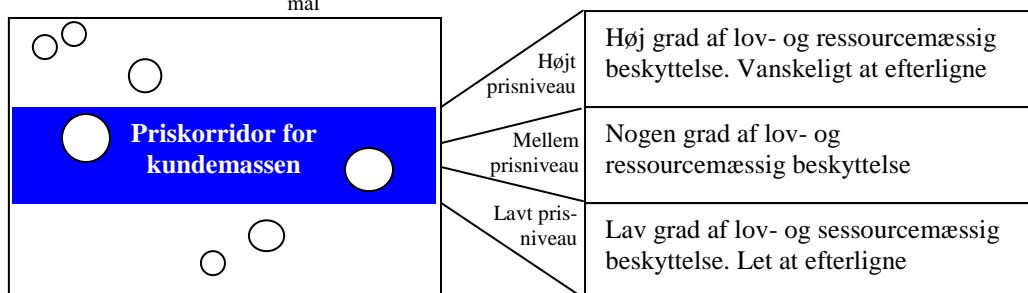 mål
Højt
prisniveau
Høj grad af lov- og ressourcemæssig
beskyttelse. Vanskeligt at efterligne
Priskorridor for
kundemassen
Mellem
prisniveau
Nogen grad af lov- og
ressourcemæssig beskyttelse
Lavt pris-
niveau
Lav grad af lov- og sessourcemæssig
beskyttelse. Let at efterligne